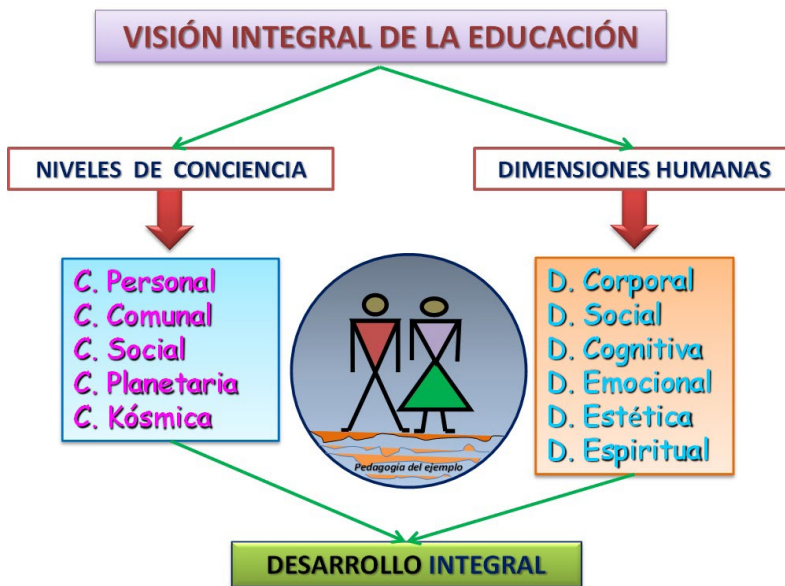 VISIÓN INTEGRAL DE LA EDUCACIÓN
NIVELES DE CONCIENCIA
DIMENSIONES HUMANAS
C. Personal
C. Comunal
C. Social
C. Planetaria
C. Kósmica
D. Corporal
D. Social
D. Cognitiva
D. Emocional
D. Estética
D. Espiritual
Pedagogía del ejemplo
DESARROLLO INTEGRAL